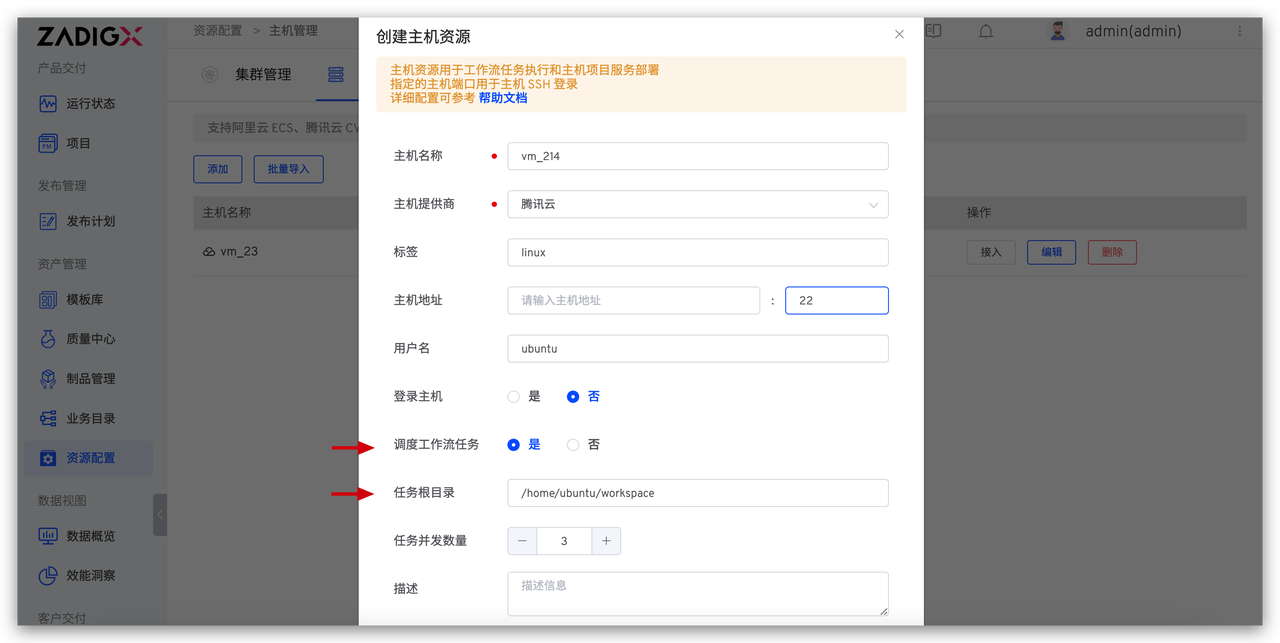 ZADIGX
资源配置 > 主机管理
admin(admin)
产品交付
运行状态
项目
发布管理
发布计划
资产管理
模板库
质量中心
制品管理
业务目录
资源配置
数据视图
数据概览
效能洞察
客户交付
集群管理
支持阿里云 ECS、腾讯云 CV
添加
批量导入
主机名称
操作
vm_23
接入
编辑
删除
创建主机资源
主机资源用于工作流任务执行和主机项目服务部署
指定的主机端口用于主机 SSH 登录
详细配置可参考 帮助文档
主机名称 vm_214
主机提供商 腾讯云
标签 linux
主机地址 请输入主机地址 : 22
用户名 ubuntu
登录主机 是 否
调度工作流任务 是 否
任务根目录 /home/ubuntu/workspace
任务并发数量 − 3 +
描述 描述信息